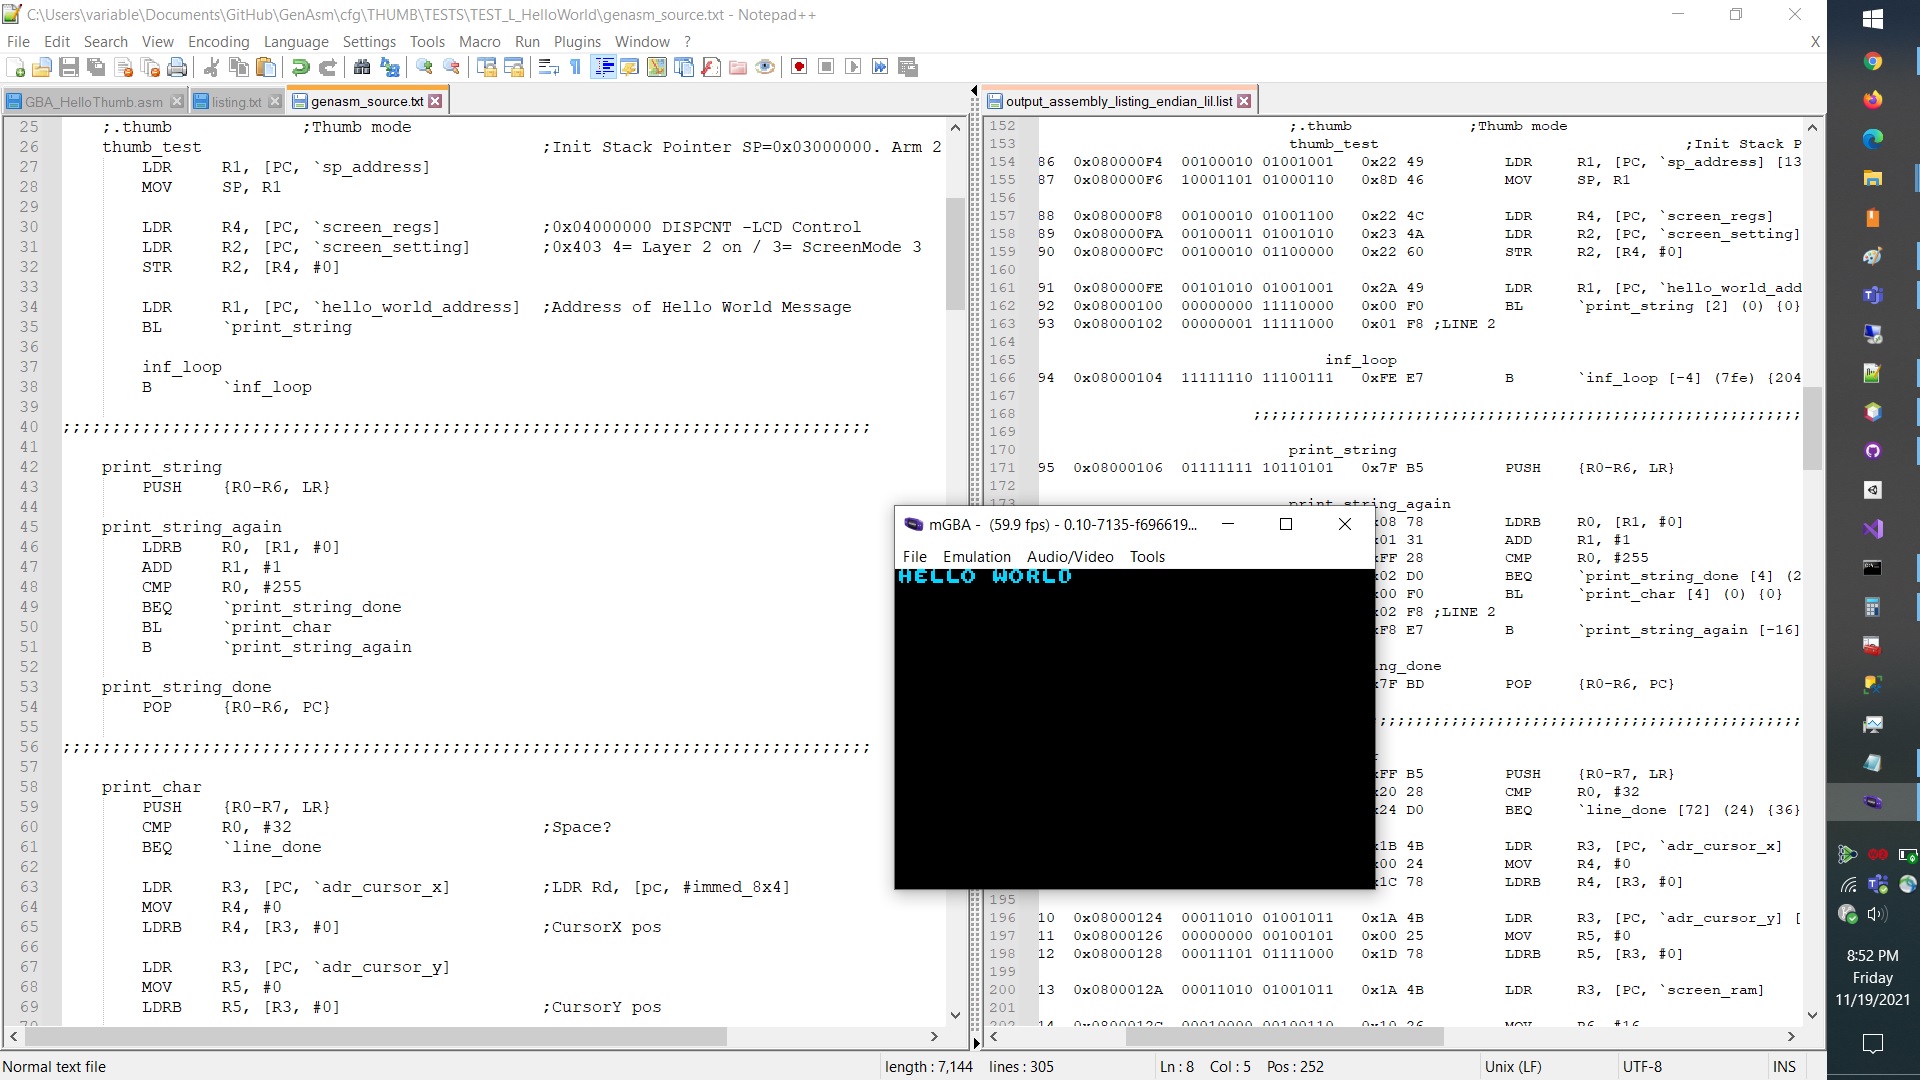 C:\Users\variable\Documents\GitHub\GenAsm\cfg\THUMB\TESTS\TEST_L_HelloWorld\genasm_source.txt - Notepad++
File Edit Search View Encoding Language Settings Tools Macro Run Plugins Window ? X
GBA_HelloThumb.asm listing.txt genasm_source.txt
25 ;.thumb ;Thumb mode
26 thumb_test ;Init Stack Pointer SP=0x03000000. Arm 2
27 LDR R1, [PC, `sp_address]
28 MOV SP, R1
29
30 LDR R4, [PC, `screen_regs] ;0x04000000 DISPCNT -LCD Control
31 LDR R2, [PC, `screen_setting] ;0x403 4= Layer 2 on / 3= ScreenMode 3
32 STR R2, [R4, #0]
33
34 LDR R1, [PC, `hello_world_address] ;Address of Hello World Message
35 BL `print_string
36
37 inf_loop
38 B `inf_loop
39
40 ;;;;;;;;;;;;;;;;;;;;;;;;;;;;;;;;;;;;;;;;;;;;;;;;;;;;;;;;;;;;;;;;;;;;;;;;;;;;;;;;;
41
42 print_string
43 PUSH {R0-R6, LR}
44
45 print_string_again
46 LDRB R0, [R1, #0]
47 ADD R1, #1
48 CMP R0, #255
49 BEQ `print_string_done
50 BL `print_char
51 B `print_string_again
52
53 print_string_done
54 POP {R0-R6, PC}
55
56 ;;;;;;;;;;;;;;;;;;;;;;;;;;;;;;;;;;;;;;;;;;;;;;;;;;;;;;;;;;;;;;;;;;;;;;;;;;;;;;;;;
57
58 print_char
59 PUSH {R0-R7, LR}
60 CMP R0, #32 ;Space?
61 BEQ `line_done
62
63 LDR R3, [PC, `adr_cursor_x] ;LDR Rd, [pc, #immed_8x4]
64 MOV R4, #0
65 LDRB R4, [R3, #0] ;CursorX pos
66
67 LDR R3, [PC, `adr_cursor_y]
68 MOV R5, #0
69 LDRB R5, [R3, #0] ;CursorY pos
output_assembly_listing_endian_lil.list
152 ;.thumb ;Thumb mode
153 thumb_test ;Init Stack P
154 86 0x080000F4 00100010 01001001 0x22 49 LDR R1, [PC, `sp_address] [13
155 87 0x080000F6 10001101 01000110 0x8D 46 MOV SP, R1
156
157 88 0x080000F8 00100010 01001100 0x22 4C LDR R4, [PC, `screen_regs]
158 89 0x080000FA 00100011 01001010 0x23 4A LDR R2, [PC, `screen_setting]
159 90 0x080000FC 00100010 01100000 0x22 60 STR R2, [R4, #0]
160
161 91 0x080000FE 00101010 01001001 0x2A 49 LDR R1, [PC, `hello_world_add
162 92 0x08000100 00000000 11110000 0x00 F0 BL `print_string [2] (0) {0}
163 93 0x08000102 00000001 11111000 0x01 F8 ;LINE 2
164
165 inf_loop
166 94 0x08000104 11111110 11100111 0xFE E7 B `inf_loop [-4] (7fe) {204
167
168 ;;;;;;;;;;;;;;;;;;;;;;;;;;;;;;;;;;;;;;;;;;;;;;;;;;;;;;;;;;;;;
169
170 print_string
171 95 0x08000106 01111111 10110101 0x7F B5 PUSH {R0-R6, LR}
172
173 print_string_again
08 78 LDRB R0, [R1, #0]
01 31 ADD R1, #1
FF 28 CMP R0, #255
02 D0 BEQ `print_string_done [4] (2
00 F0 BL `print_char [4] (0) {0}
02 F8 ;LINE 2
F8 E7 B `print_string_again [-16]
ng_done
7F BD POP {R0-R6, PC}
;;;;;;;;;;;;;;;;;;;;;;;;;;;;;;;;;;;;;;;;;;;;;;;
FF B5 PUSH {R0-R7, LR}
20 28 CMP R0, #32
24 D0 BEQ `line_done [72] (24) {36}
1B 4B LDR R3, [PC, `adr_cursor_x]
00 24 MOV R4, #0
1C 78 LDRB R4, [R3, #0]
195
196 10 0x08000124 00011010 01001011 0x1A 4B LDR R3, [PC, `adr_cursor_y] [
197 11 0x08000126 00000000 00100101 0x00 25 MOV R5, #0
198 12 0x08000128 00011101 01111000 0x1D 78 LDRB R5, [R3, #0]
199
200 13 0x0800012A 00011010 01001011 0x1A 4B LDR R3, [PC, `screen_ram]
201
202 14 0x0800012C 00010000 00100110 0x10 26 MOV R6, #16
mGBA - (59.9 fps) - 0.10-7135-f696619...
File Emulation Audio/Video Tools
HELLO WORLD
Normal text file length : 7,144 lines : 305 Ln : 8 Col : 5 Pos : 252 Unix (LF) UTF-8 INS
8:52 PM
Friday
11/19/2021